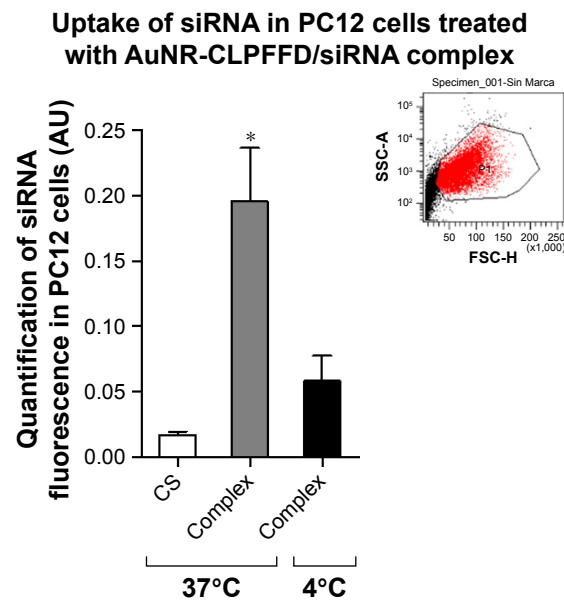 Uptake of siRNA in PC12 cells treated
with AuNR-CLPFFD/siRNA complex
Specimen_001-Sin Marca
SSC-A
10⁵
10⁴
10³
10²
P1
50 100 150 200 250
(x1,000)
FSC-H
Quantification of siRNA
fluorescence in PC12 cells (AU)
0.25
0.20
0.15
0.10
0.05
0.00
*
CS
Complex
Complex
37°C
4°C